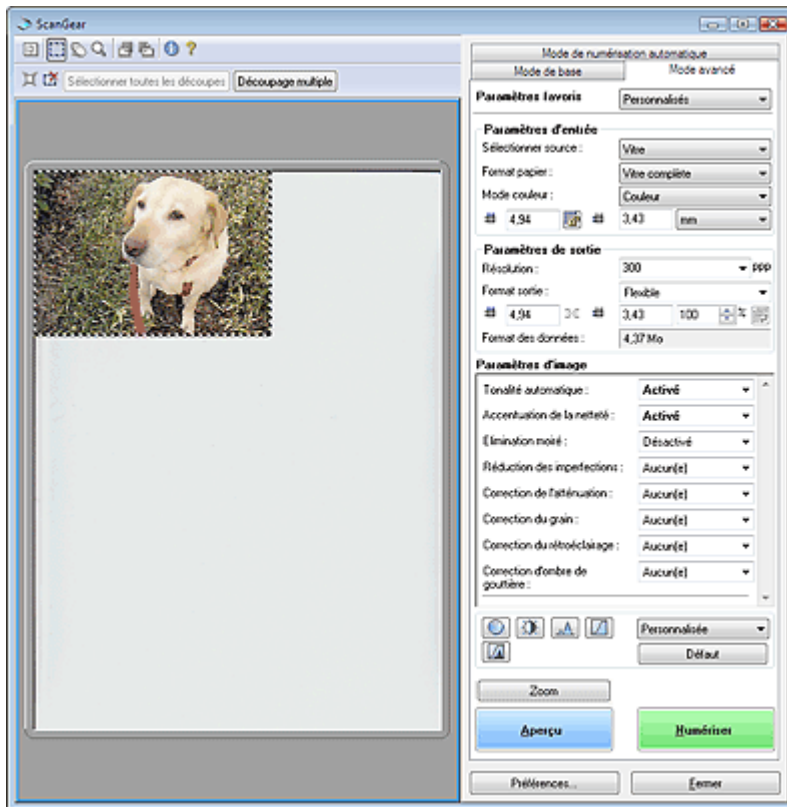 ScanGear
Sélectionner toutes les découpes Découpage multiple
Mode de numérisation automatique
Mode de base Mode avancé
Paramètres favoris Personnalisés
Paramètres d'entrée
Sélectionner source : Vitre
Format papier : Vitre complète
Mode couleur : Couleur
4,94 3,43 mm
Paramètres de sortie
Résolution : 300 ppp
Format sortie : Flexible
4,94 3,43 100 %
Format des données : 4,37 Mo
Paramètres d'image
Tonalité automatique : Activé
Accentuation de la netteté : Activé
Elimination moiré : Désactivé
Réduction des imperfections : Aucun(e)
Correction de l'atténuation : Aucun(e)
Correction du grain : Aucun(e)
Correction du rétroéclairage : Aucun(e)
Correction d'ombre de gouttière : Aucun(e)
Personnalisée
Défaut
Zoom
Aperçu Numériser
Préférences... Fermer